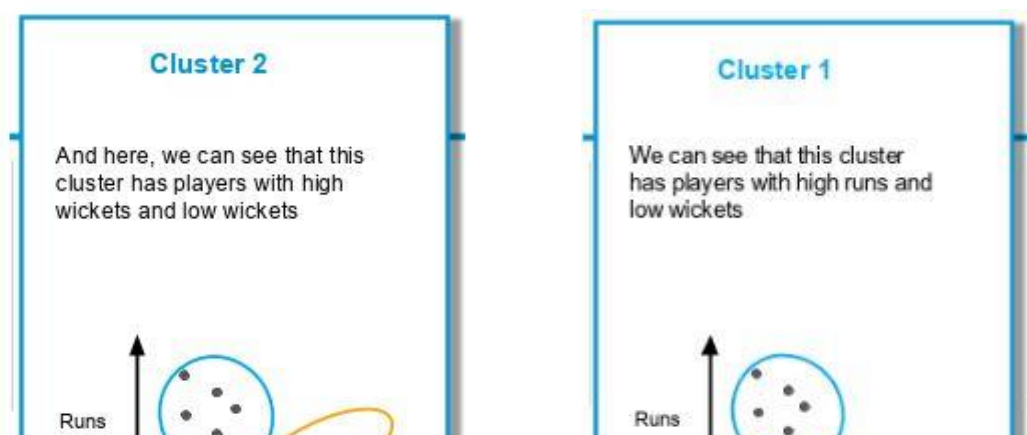 Cluster 2
And here, we can see that this
cluster has players with high
wickets and low wickets
Runs
Cluster 1
We can see that this cluster
has players with high runs and
low wickets
Runs